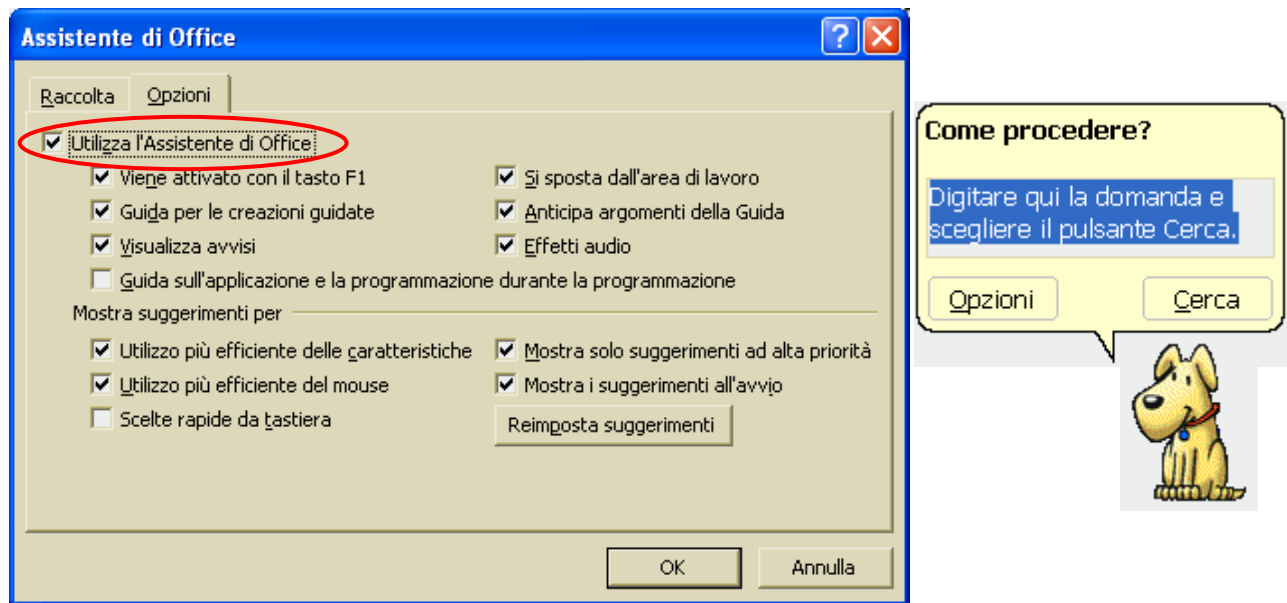 Assistente di Office
Raccolta Opzioni
Utilizza l'Assistente di Office
Viene attivato con il tasto F1
Si sposta dall'area di lavoro
Guida per le creazioni guidate
Anticipa argomenti della Guida
Visualizza avvisi
Effetti audio
Guida sull'applicazione e la programmazione durante la programmazione
Mostra suggerimenti per
Utilizzo più efficiente delle caratteristiche
Mostra solo suggerimenti ad alta priorità
Utilizzo più efficiente del mouse
Mostra i suggerimenti all'avvio
Scelte rapide da tastiera
Reimposta suggerimenti
OK Annulla
Come procedere?
Digitare qui la domanda e
scegliere il pulsante Cerca.
Opzioni Cerca